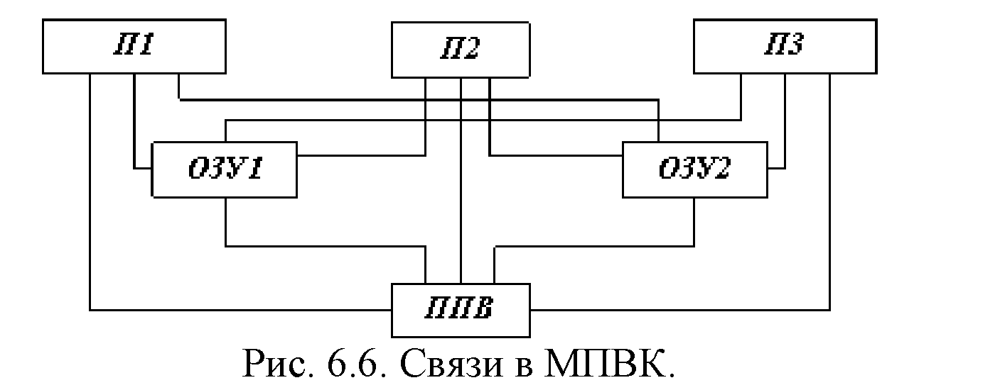 П1 П2 П3
ОЗУ1 ОЗУ2
ППВ
Рис. 6.6. Связи в МПВК.